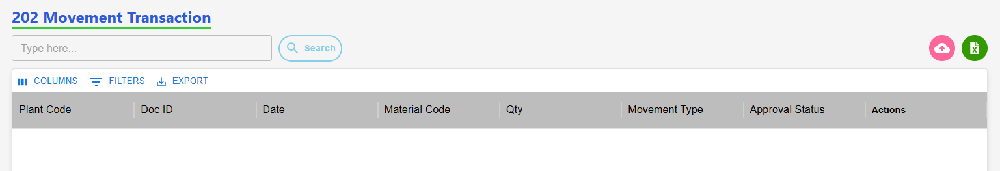 202 Movement Transaction
Type here...
Search
COLUMNS FILTERS EXPORT
Plant Code Doc ID Date Material Code Qty Movement Type Approval Status Actions